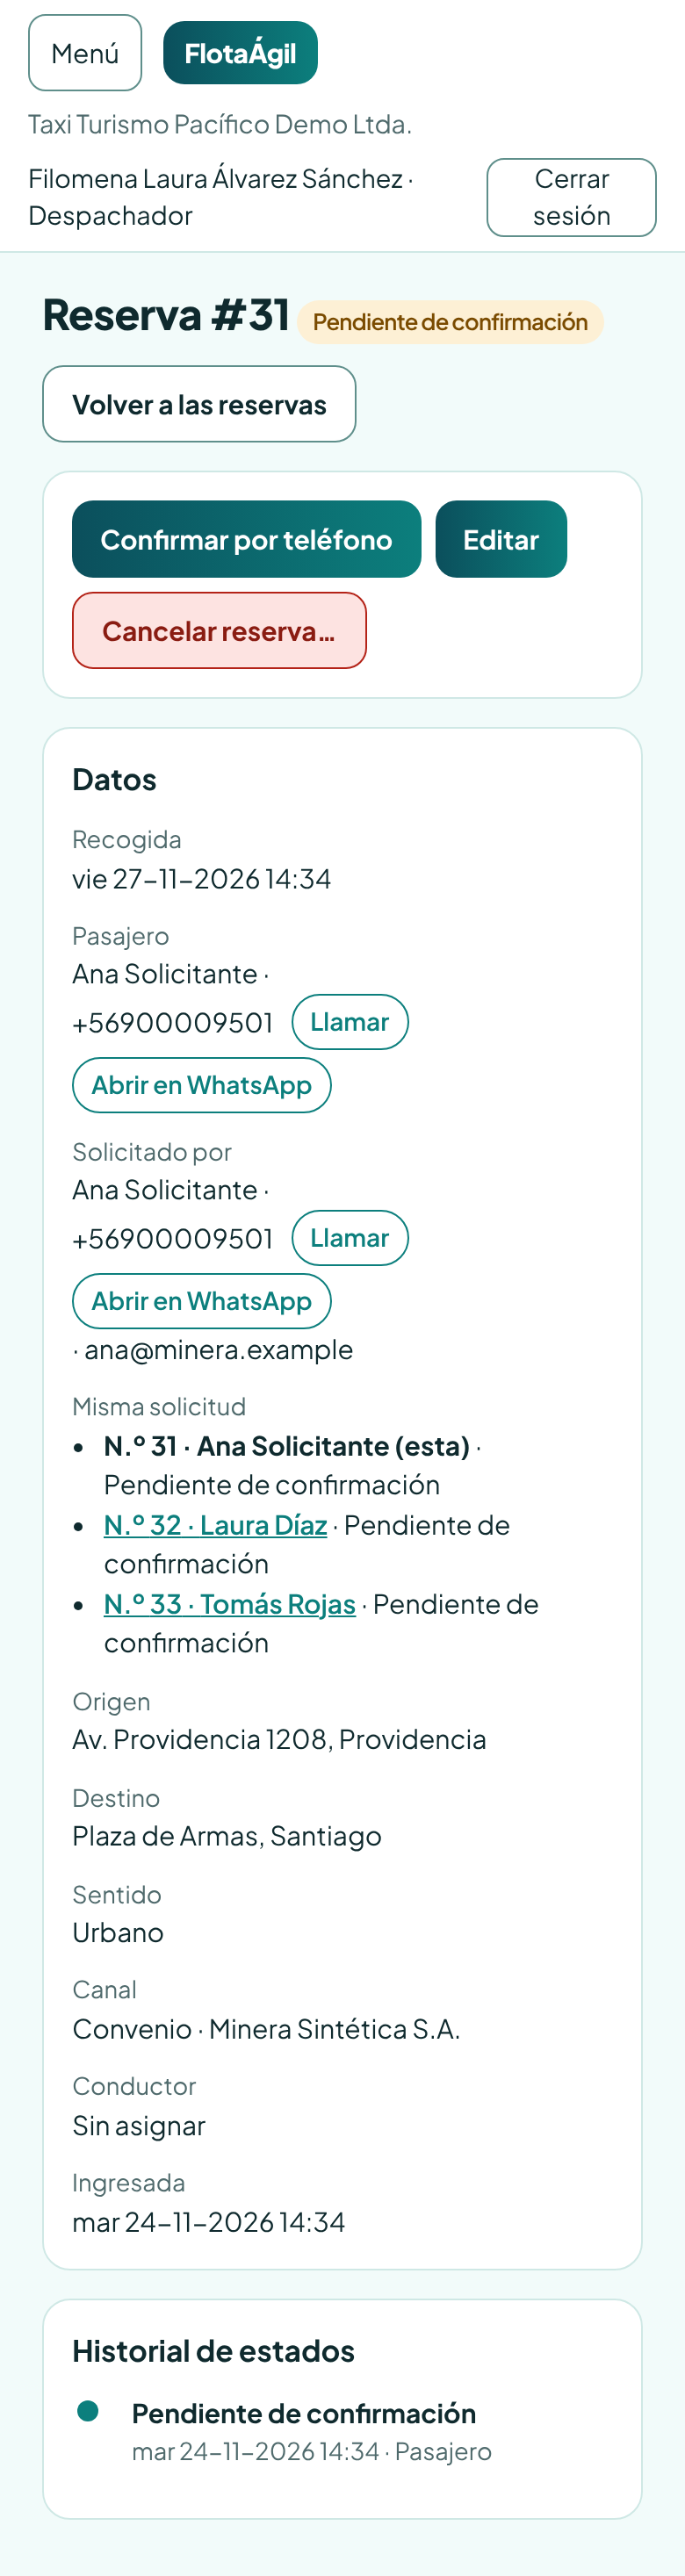 Menú
FlotaÁgil
Taxi Turismo Pacífico Demo Ltda.
Filomena Laura Álvarez Sánchez ·
Despachador
Cerrar
sesión
Reserva #31 Pendiente de confirmación
Volver a las reservas
Confirmar por teléfono
Editar
Cancelar reserva…
Datos
Recogida
vie 27–11–2026 14:34
Pasajero
Ana Solicitante ·
+56900009501 Llamar
Abrir en WhatsApp
Solicitado por
Ana Solicitante ·
+56900009501 Llamar
Abrir en WhatsApp
· ana@minera.example
Misma solicitud
• N.º 31 · Ana Solicitante (esta) ·
Pendiente de confirmación
• N.º 32 · Laura Díaz · Pendiente de
confirmación
• N.º 33 · Tomás Rojas · Pendiente de
confirmación
Origen
Av. Providencia 1208, Providencia
Destino
Plaza de Armas, Santiago
Sentido
Urbano
Canal
Convenio · Minera Sintética S.A.
Conductor
Sin asignar
Ingresada
mar 24–11–2026 14:34
Historial de estados
Pendiente de confirmación
mar 24–11–2026 14:34 · Pasajero